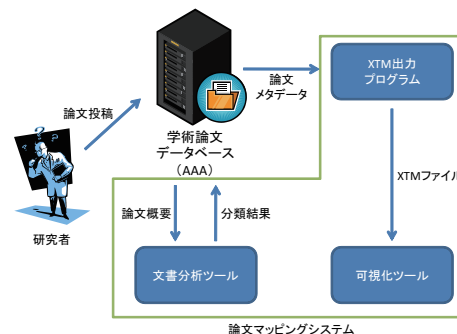 XTM出力
プログラム
論文
メタデータ
論文投稿
学術論文
データベース
（AAA）
XTMファイル
論文概要
分類結果
研究者
文書分析ツール
可視化ツール
論文マッピングシステム